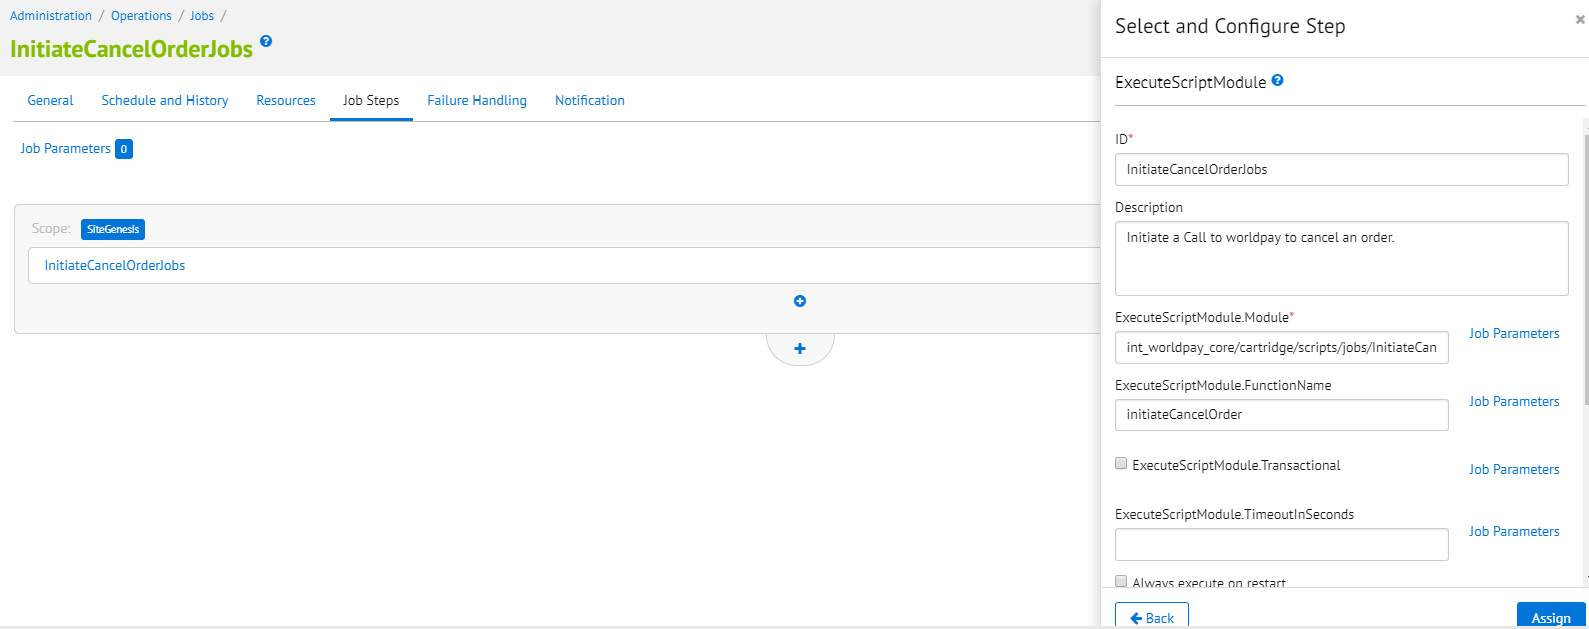 Administration / Operations / Jobs /
InitiateCancelOrderJobs ?
General Schedule and History Resources Job Steps Failure Handling Notification
Job Parameters 0
Scope: SiteGenesis
InitiateCancelOrderJobs
Select and Configure Step ×
ExecuteScriptModule ?
ID*
InitiateCancelOrderJobs
Description
Initiate a Call to worldpay to cancel an order.
ExecuteScriptModule.Module*
int_worldpay_core/cartridge/scripts/jobs/InitiateCan Job Parameters
ExecuteScriptModule.FunctionName
initiateCancelOrder Job Parameters
ExecuteScriptModule.Transactional Job Parameters
ExecuteScriptModule.TimeoutInSeconds
Job Parameters
Always execute on restart
Back Assign